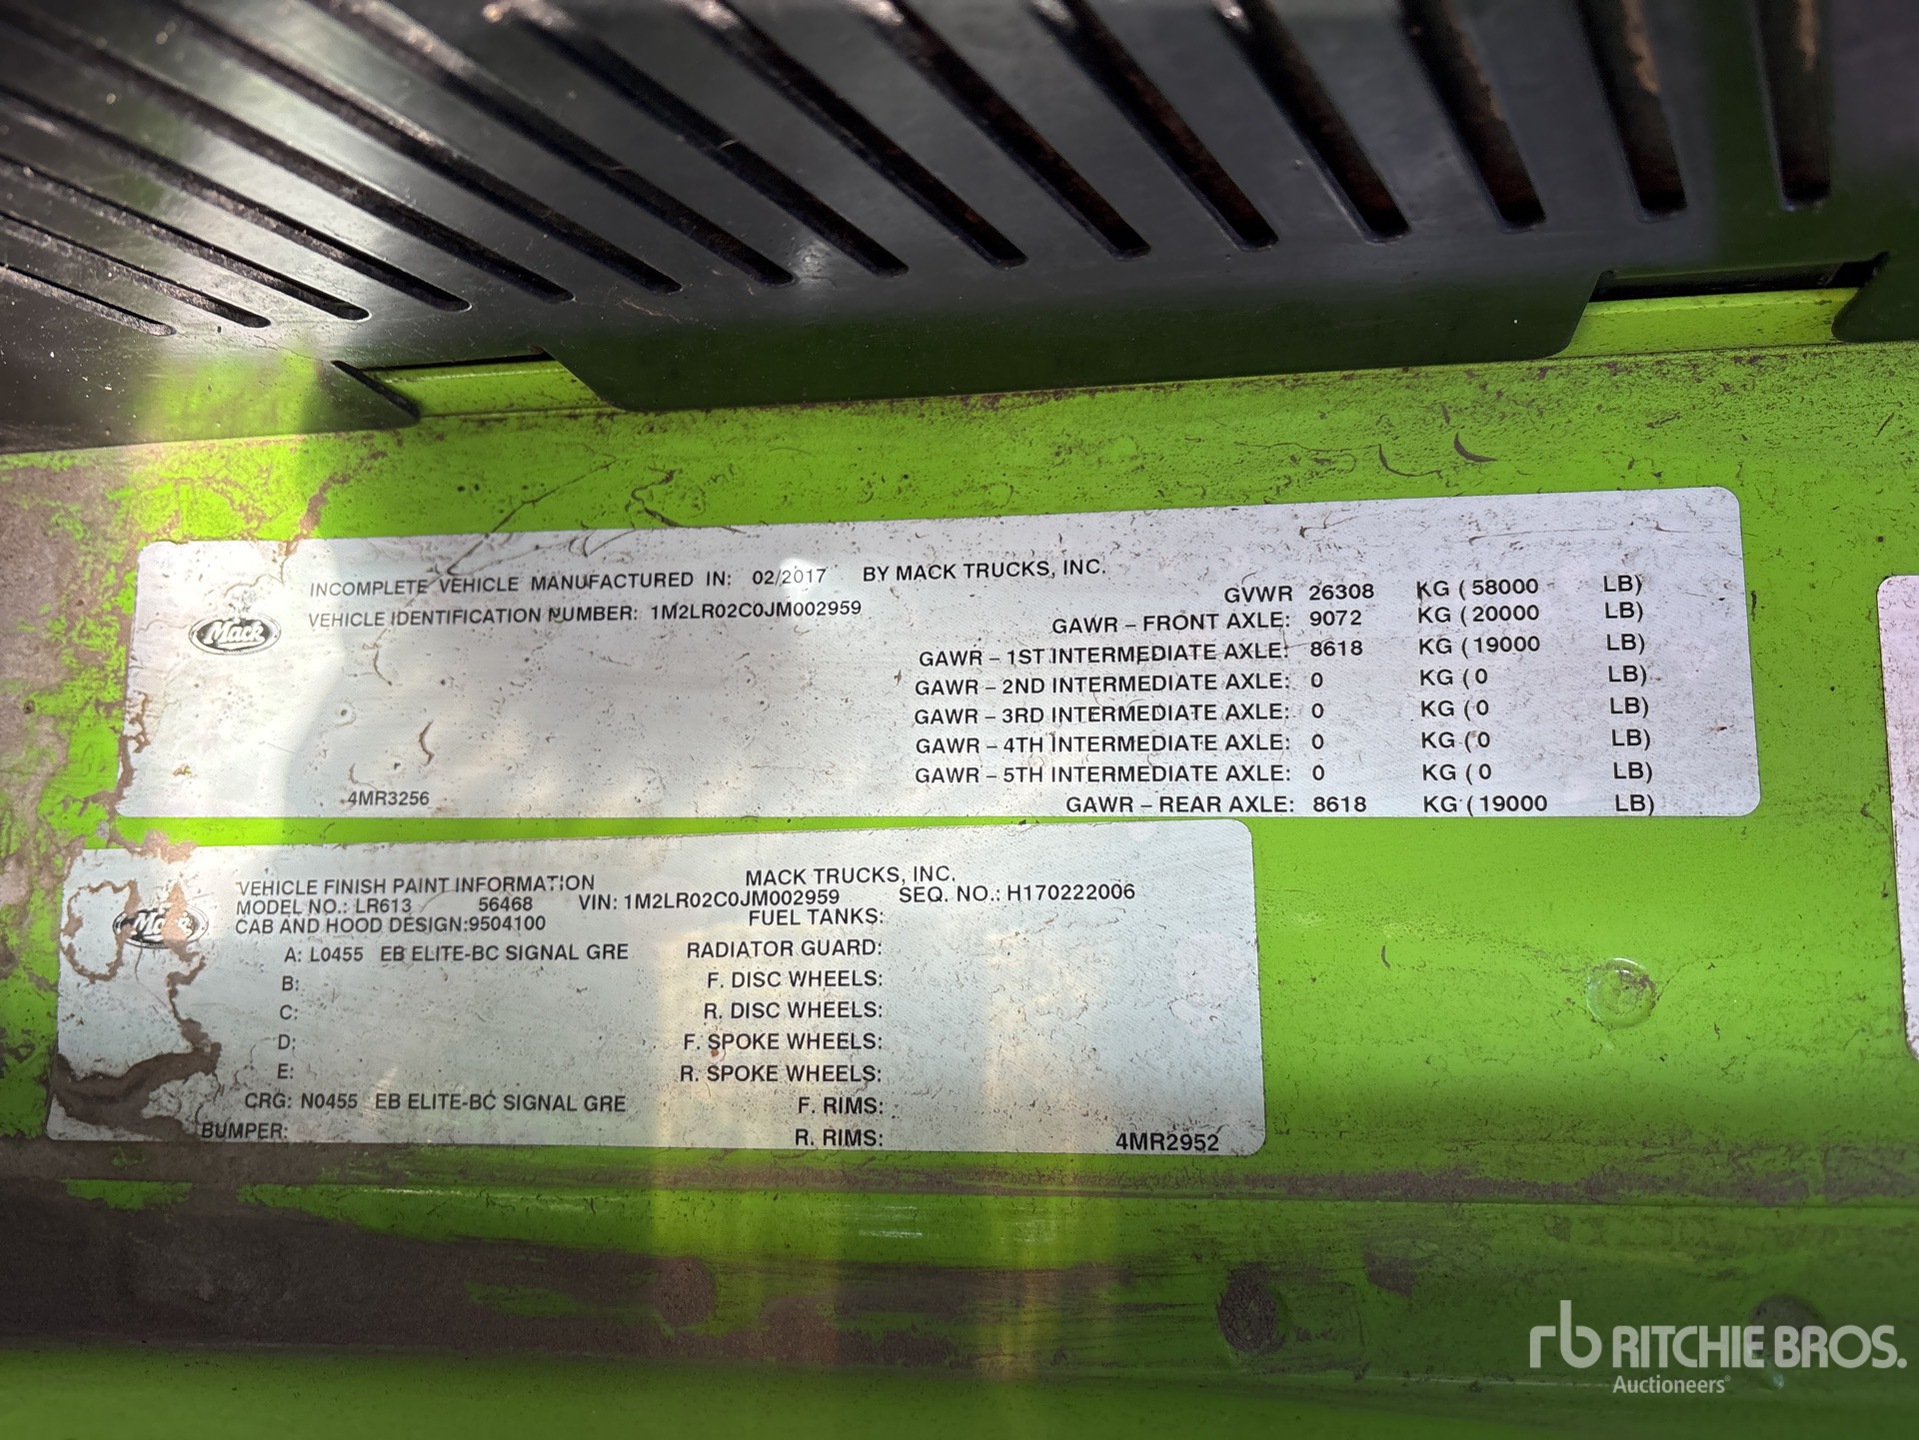 INCOMPLETE VEHICLE MANUFACTURED IN: 02/2017 BY MACK TRUCKS, INC.
VEHICLE IDENTIFICATION NUMBER: 1M2LR02C0JM002959
Mack
GVWR 26308 KG ( 58000 LB)
GAWR – FRONT AXLE: 9072 KG ( 20000 LB)
GAWR – 1ST INTERMEDIATE AXLE: 8618 KG ( 19000 LB)
GAWR – 2ND INTERMEDIATE AXLE: 0 KG ( 0 LB)
GAWR – 3RD INTERMEDIATE AXLE: 0 KG ( 0 LB)
GAWR – 4TH INTERMEDIATE AXLE: 0 KG ( 0 LB)
GAWR – 5TH INTERMEDIATE AXLE: 0 KG ( 0 LB)
GAWR – REAR AXLE: 8618 KG ( 19000 LB)
4MR3256
MACK TRUCKS, INC.
VEHICLE FINISH PAINT INFORMATION
MODEL NO.: LR613 56468 VIN: 1M2LR02C0JM002959 SEQ. NO.: H170222006
CAB AND HOOD DESIGN:9504100 FUEL TANKS:
Mack
A: L0455 EB ELITE-BC SIGNAL GRE RADIATOR GUARD:
B: F. DISC WHEELS:
C: R. DISC WHEELS:
D: F. SPOKE WHEELS:
E: R. SPOKE WHEELS:
CRG: N0455 EB ELITE-BC SIGNAL GRE F. RIMS:
BUMPER: R. RIMS: 4MR2952
rb RITCHIE BROS.
Auctioneers®